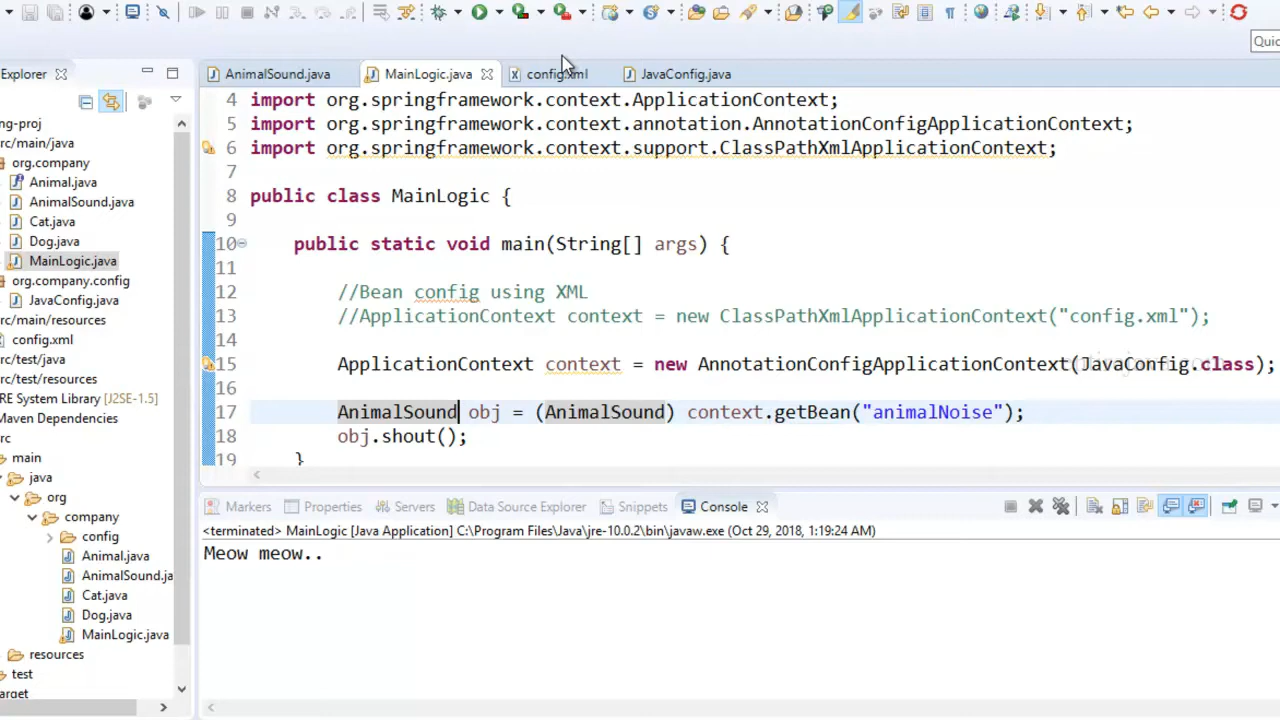 Quic
Explorer
AnimalSound.java
MainLogic.java
config.xml
JavaConfig.java
ng-proj
rc/main/java
org.company
Animal.java
AnimalSound.java
Cat.java
Dog.java
MainLogic.java
org.company.config
JavaConfig.java
rc/main/resources
config.xml
rc/test/java
rc/test/resources
RE System Library [J2SE-1.5]
Maven Dependencies
rc
main
java
org
company
config
Animal.java
AnimalSound.ja
Cat.java
Dog.java
MainLogic.java
resources
test
arget
4 import org.springframework.context.ApplicationContext;
5 import org.springframework.context.annotation.AnnotationConfigApplicationContext;
6 import org.springframework.context.support.ClassPathXmlApplicationContext;
7
8 public class MainLogic {
9
10 public static void main(String[] args) {
11
12 //Bean config using XML
13 //ApplicationContext context = new ClassPathXmlApplicationContext("config.xml");
14
15 ApplicationContext context = new AnnotationConfigApplicationContext(JavaConfig.class);
16
17 AnimalSound obj = (AnimalSound) context.getBean("animalNoise");
18 obj.shout();
19 }
Markers Properties Servers Data Source Explorer Snippets Console
<terminated> MainLogic [Java Application] C:\Program Files\Java\jre-10.0.2\bin\javaw.exe (Oct 29, 2018, 1:19:24 AM)
Meow meow..